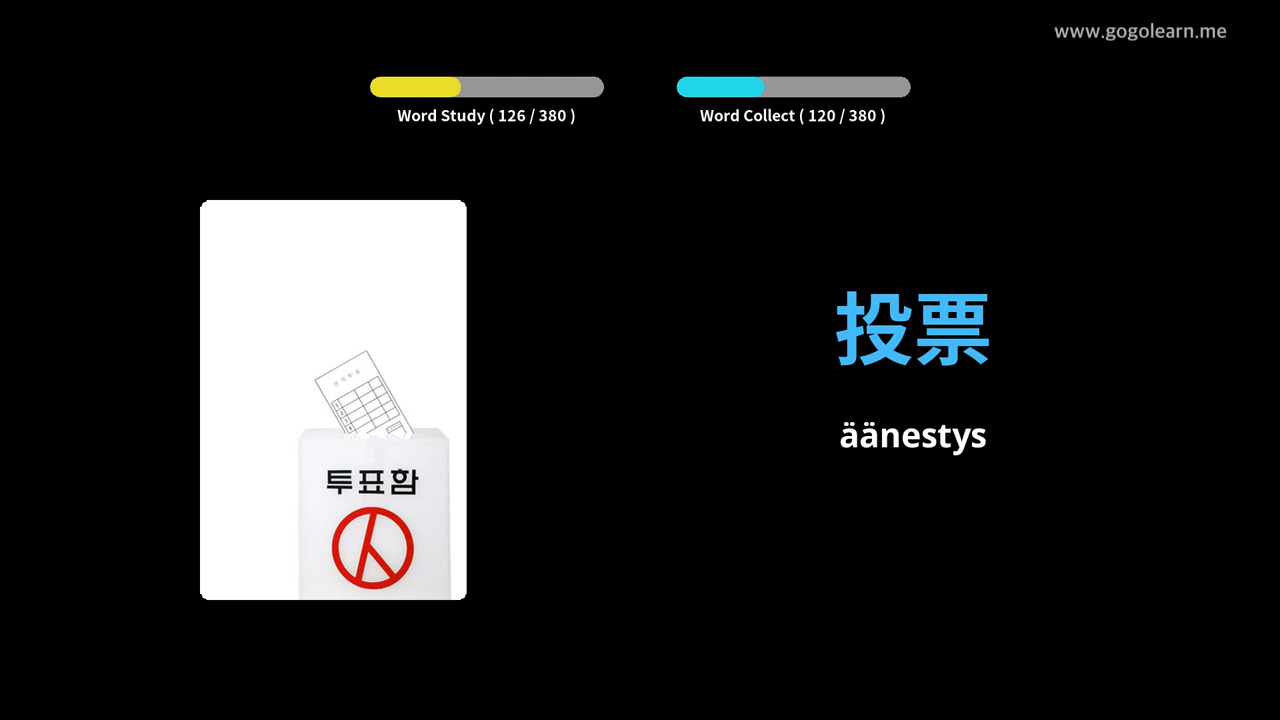 www.gogolearn.me
Word Study ( 126 / 380 )
Word Collect ( 120 / 380 )
投票
äänestys
투표함